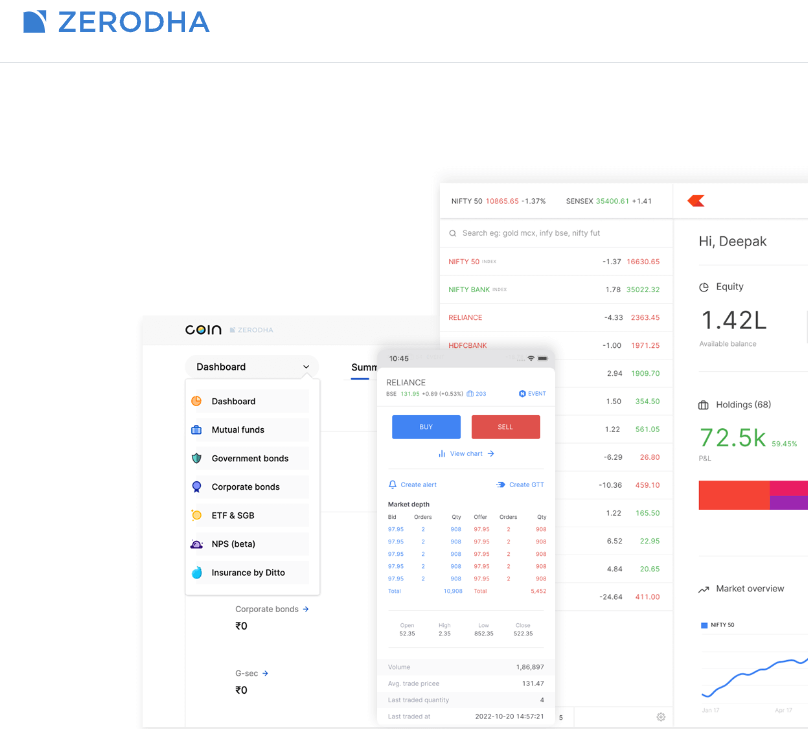 ZERODHA
NIFTY 50 10865.65 -1.37% SENSEX 35400.61 +1.41
Search eg: gold mcx, infy bse, nifty fut
NIFTY 50 INDEX -1.37 16630.65
NIFTY BANK INDEX 1.78 35022.32
RELIANCE -4.33 2363.45
HDFCBANK -1.00 1971.25
2.94 1909.70
1.50 354.50
1.22 561.05
-6.29 26.80
-10.36 459.10
1.22 165.50
6.52 22.95
4.84 20.65
-24.64 411.00
5
Hi, Deepak
Equity
1.42L
Available balance
Holdings (68)
72.5k 59.45%
P&L
Market overview
NIFTY 50
Jun 17 Ago 17
COIN ZERODHA
Dashboard
Summ
Dashboard
Mutual funds
Government bonds
Corporate bonds
ETF & SGB
NPS (beta)
Insurance by Ditto
Corporate bonds →
₹0
G-sec →
₹0
10:45
RELIANCE
BSE 131.95 +0.89 (+0.53%) 203 EVENT
BUY SELL
View chart →
Create alert Create GTT
Market depth
Bid Orders Qty Offer Orders Qty
97.95 2 908 97.95 2 908
97.95 2 908 97.95 2 908
97.95 2 908 97.95 2 908
97.95 2 908 97.95 2 908
97.95 2 908 97.95 2 908
Total 10,908 Total 5,452
Open High Low Close
52.35 2.35 852.35 522.35
Volume 1,86,897
Avg. trade pricee 131.47
Last traded quantity 4
Last traded at 2022-10-20 14:57:21